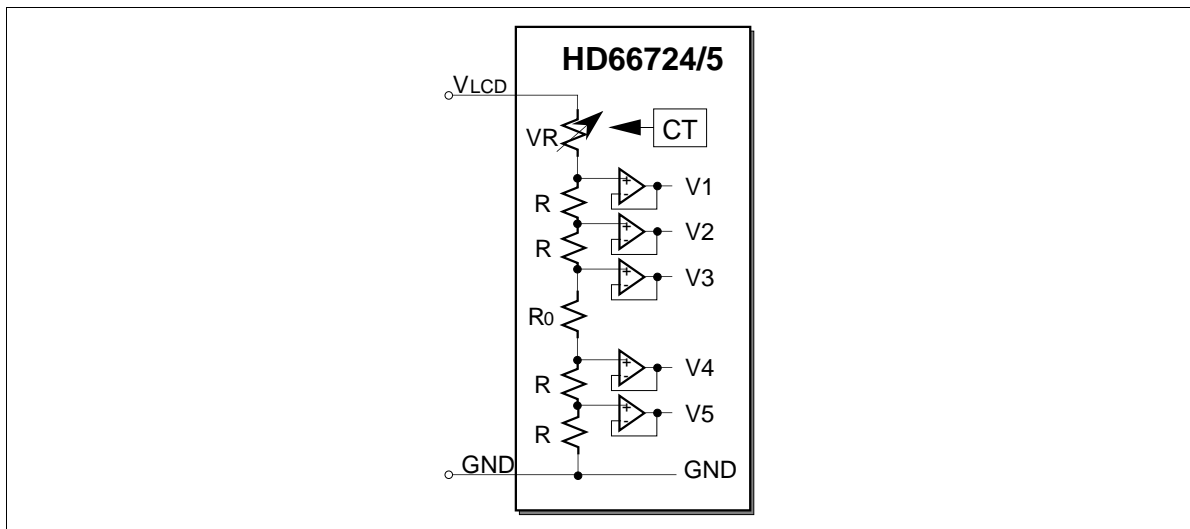 HD66724/5
VLCD
VR
CT
+
-
V1
R
+
-
V2
R
+
-
V3
R0
+
-
V4
R
+
-
V5
R
GND
GND